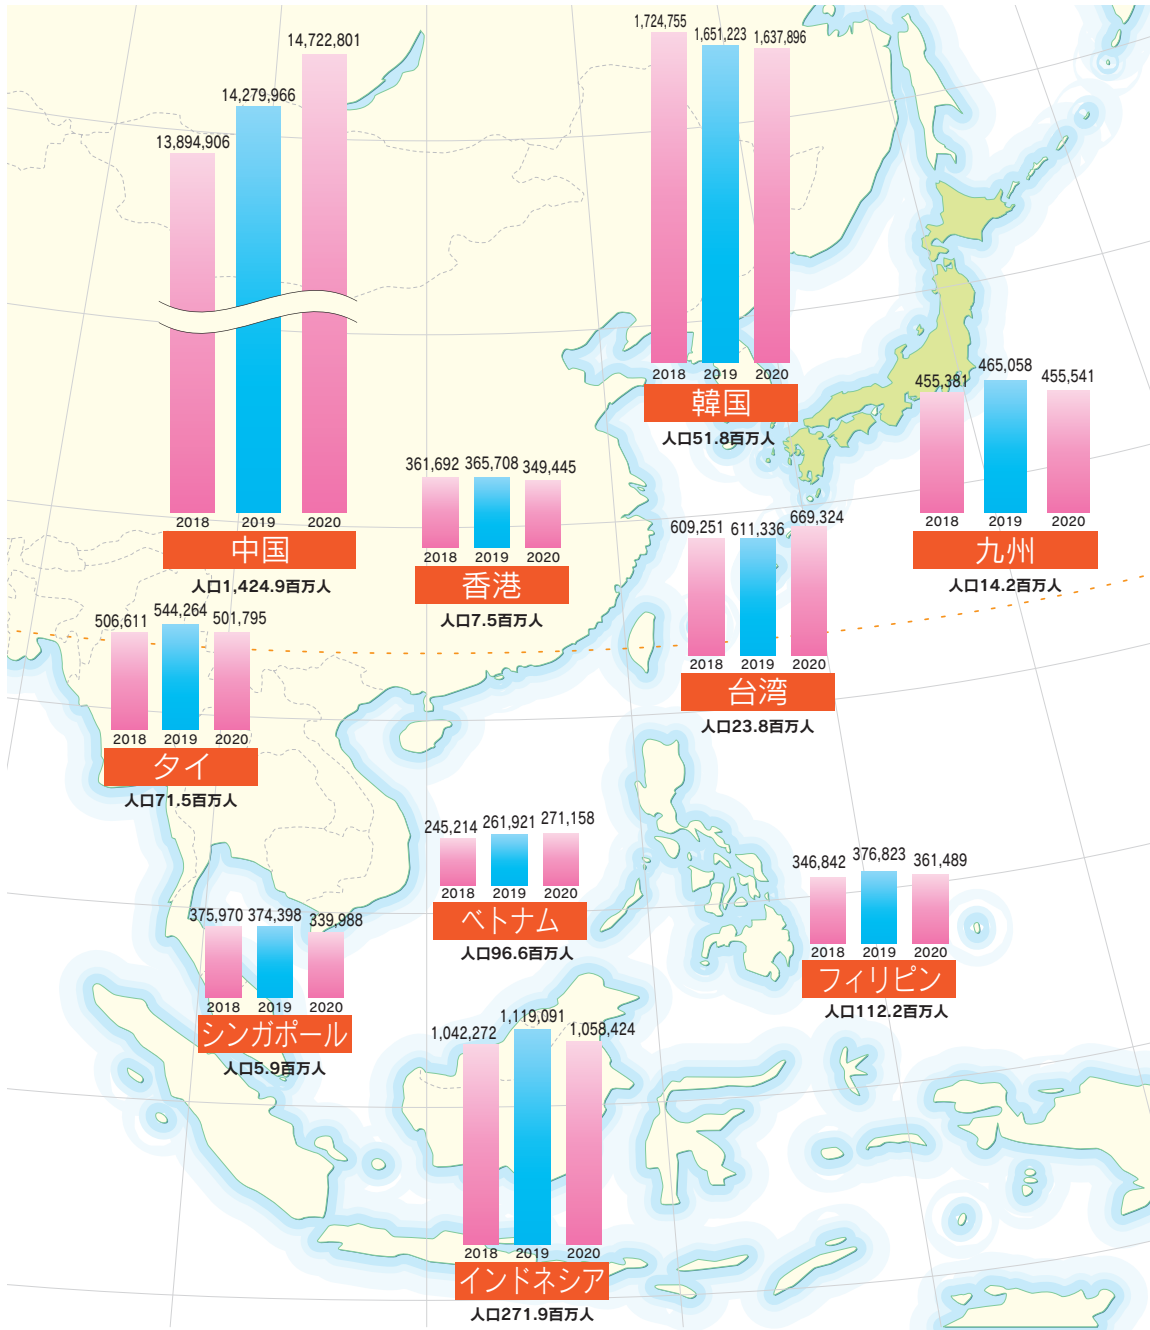 13,894,906
14,279,966
14,722,801
2018 2019 2020
中国
人口1,424.9百万人
1,724,755
1,651,223
1,637,896
2018 2019 2020
韓国
人口51.8百万人
455,381
465,058
455,541
2018 2019 2020
九州
人口14.2百万人
361,692 365,708 349,445
2018 2019 2020
香港
人口7.5百万人
609,251 611,336 669,324
2018 2019 2020
台湾
人口23.8百万人
506,611 544,264 501,795
2018 2019 2020
タイ
人口71.5百万人
245,214 261,921 271,158
2018 2019 2020
ベトナム
人口96.6百万人
346,842 376,823 361,489
2018 2019 2020
フィリピン
人口112.2百万人
375,970 374,398 339,988
2018 2019 2020
シンガポール
人口5.9百万人
1,042,272 1,119,091 1,058,424
2018 2019 2020
インドネシア
人口271.9百万人